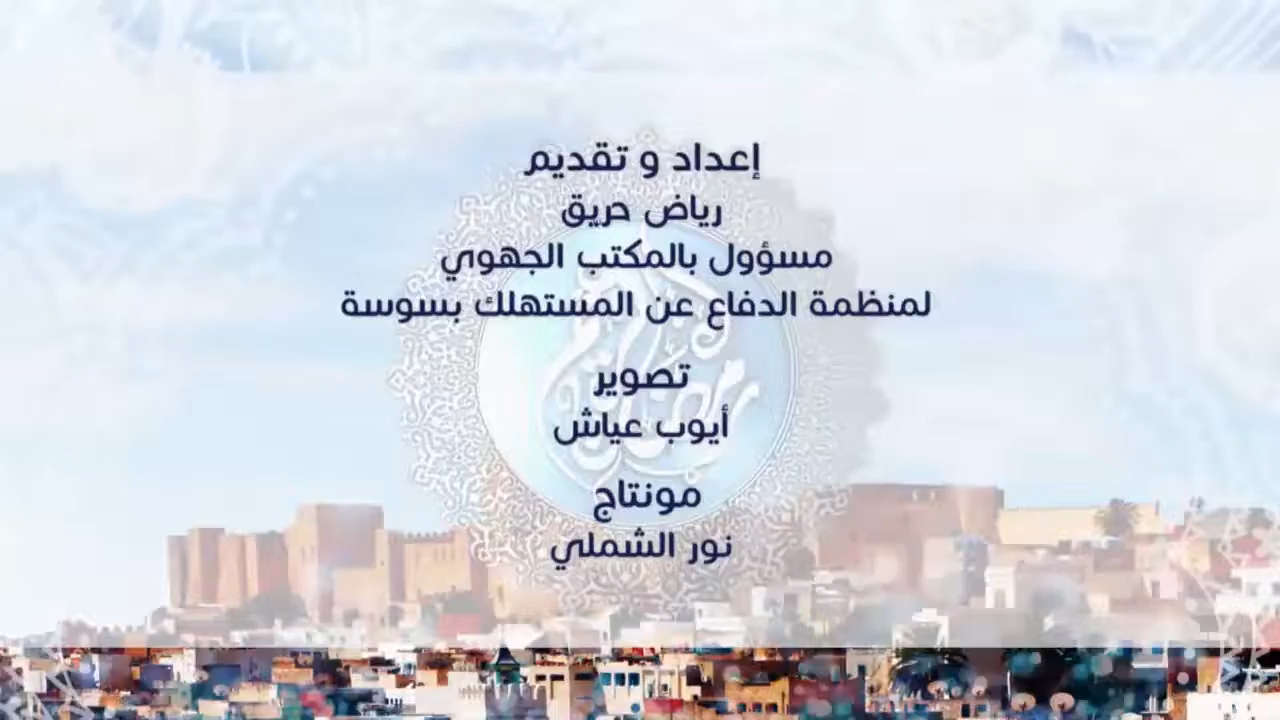 إعداد و تقديم
رياض حريق
مسؤول بالمكتب الجهوي
لمنظمة الدفاع عن المستهلك بسوسة
تصوير
أيوب عياش
مونتاج
نور الشملي